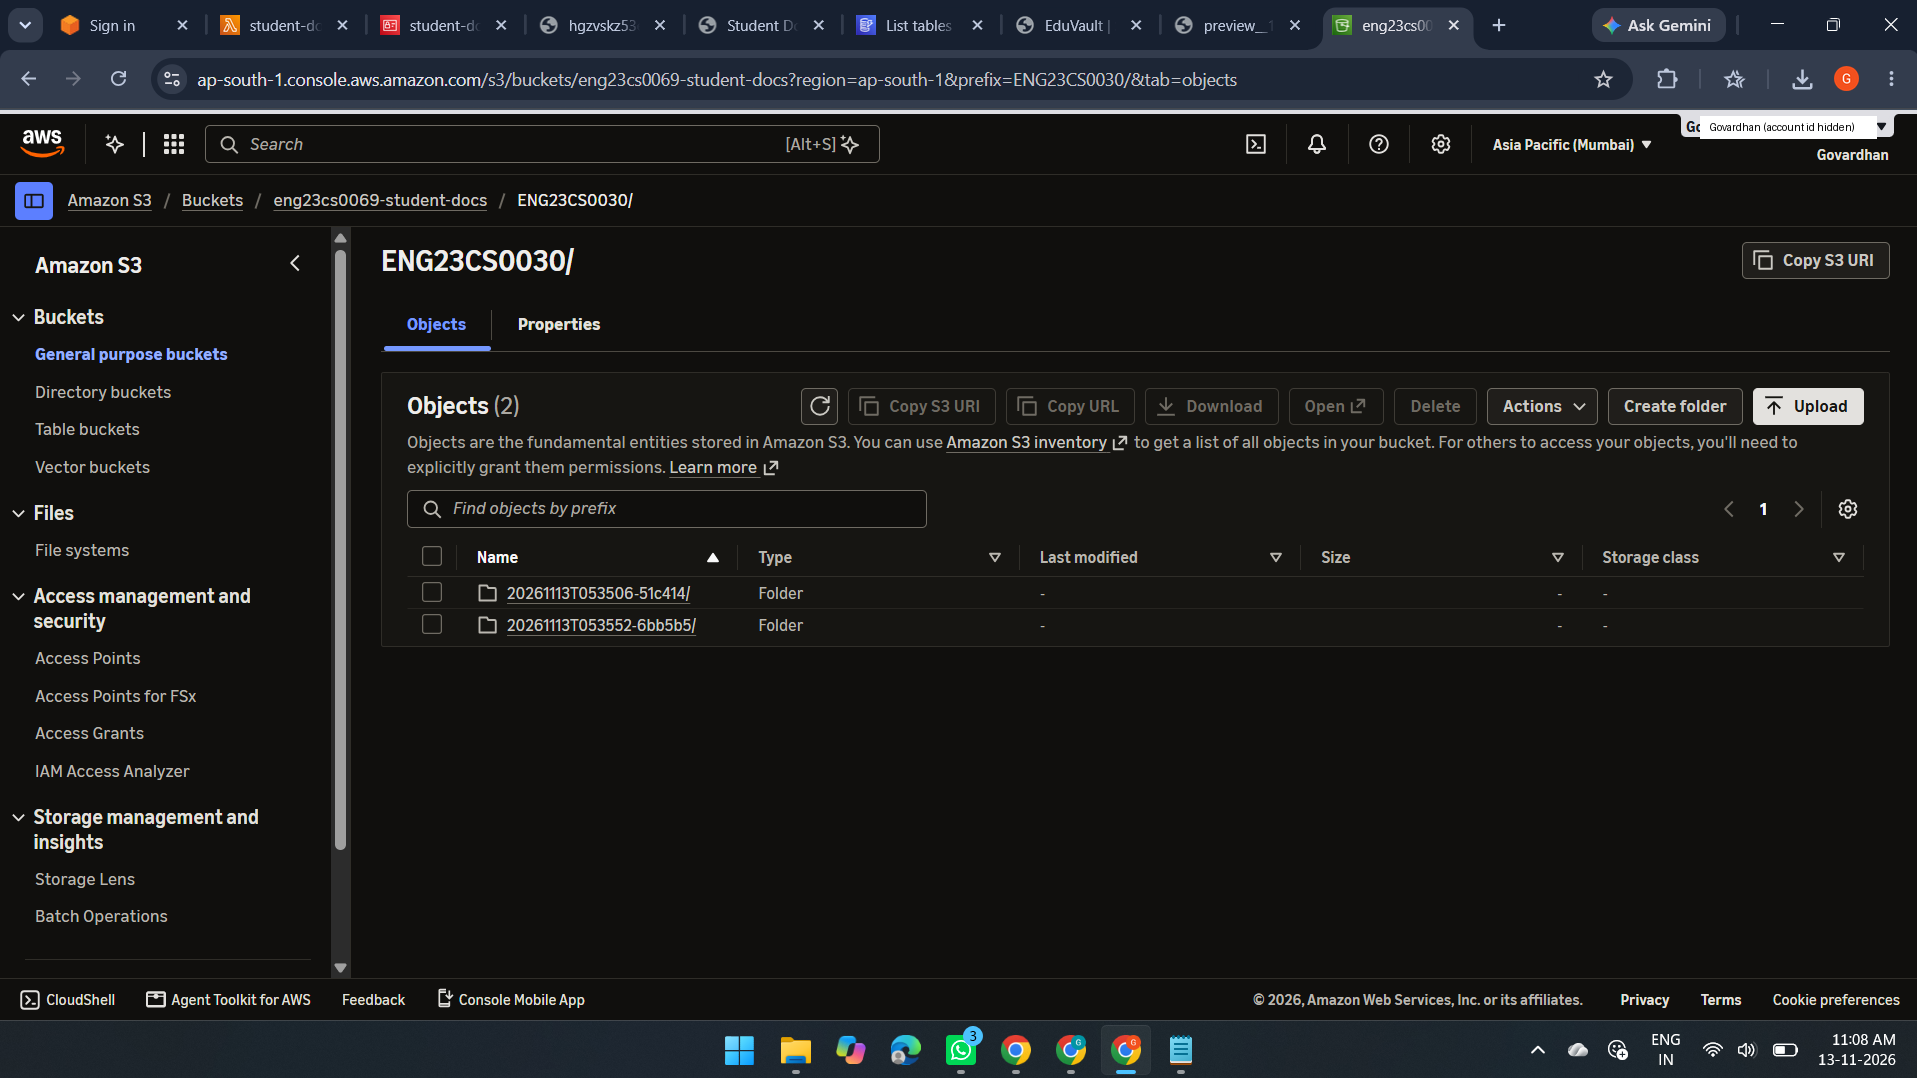 Sign in
student-do
student-do
hgzvskz53
Student Do
List tables
EduVault |
preview__1
eng23cs00
Ask Gemini
ap-south-1.console.aws.amazon.com/s3/buckets/eng23cs0069-student-docs?region=ap-south-1&prefix=ENG23CS0030/&tab=objects
G
aws
Search
[Alt+S]
Asia Pacific (Mumbai)
Govardhan (account id hidden)
Govardhan
Amazon S3 / Buckets / eng23cs0069-student-docs / ENG23CS0030/
Amazon S3
Buckets
General purpose buckets
Directory buckets
Table buckets
Vector buckets
Files
File systems
Access management and
security
Access Points
Access Points for FSx
Access Grants
IAM Access Analyzer
Storage management and
insights
Storage Lens
Batch Operations
ENG23CS0030/
Copy S3 URI
Objects
Properties
Objects (2)
Copy S3 URI
Copy URL
Download
Open
Delete
Actions
Create folder
Upload
Objects are the fundamental entities stored in Amazon S3. You can use Amazon S3 inventory to get a list of all objects in your bucket. For others to access your objects, you'll need to
explicitly grant them permissions. Learn more
Find objects by prefix
1
Name Type Last modified Size Storage class
20261113T053506-51c414/ Folder - - -
20261113T053552-6bb5b5/ Folder - - -
CloudShell
Agent Toolkit for AWS
Feedback
Console Mobile App
© 2026, Amazon Web Services, Inc. or its affiliates.
Privacy
Terms
Cookie preferences
3
G
G
ENG
IN
11:08 AM
13-11-2026